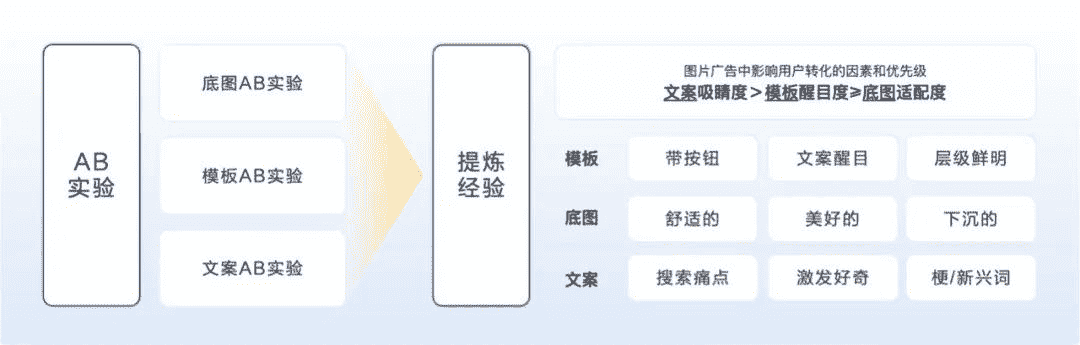 AB
实验
底图AB实验
模板AB实验
文案AB实验
提炼
经验
图片广告中影响用户转化的因素和优先级
文案吸睛度>模板醒目度≥底图适配度
模板 带按钮 文案醒目 层级鲜明
底图 舒适的 美好的 下沉的
文案 搜索痛点 激发好奇 梗/新兴词